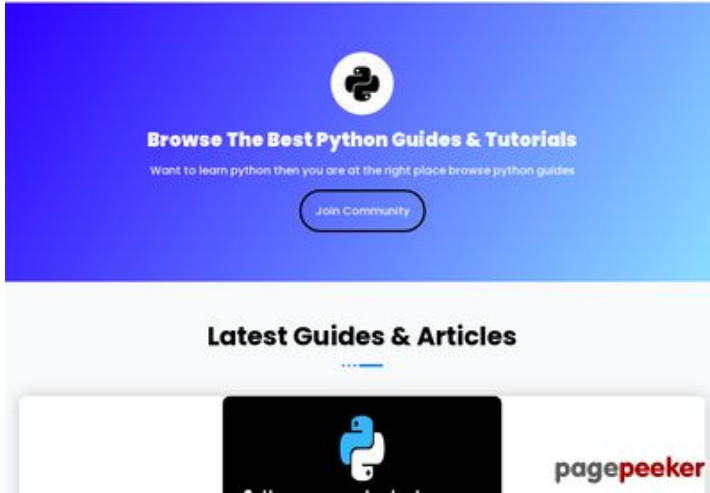 Browse The Best Python Guides & Tutorials
Want to learn python then you are at the right place browse python guides
Join Community
Latest Guides & Articles
pagepeeker